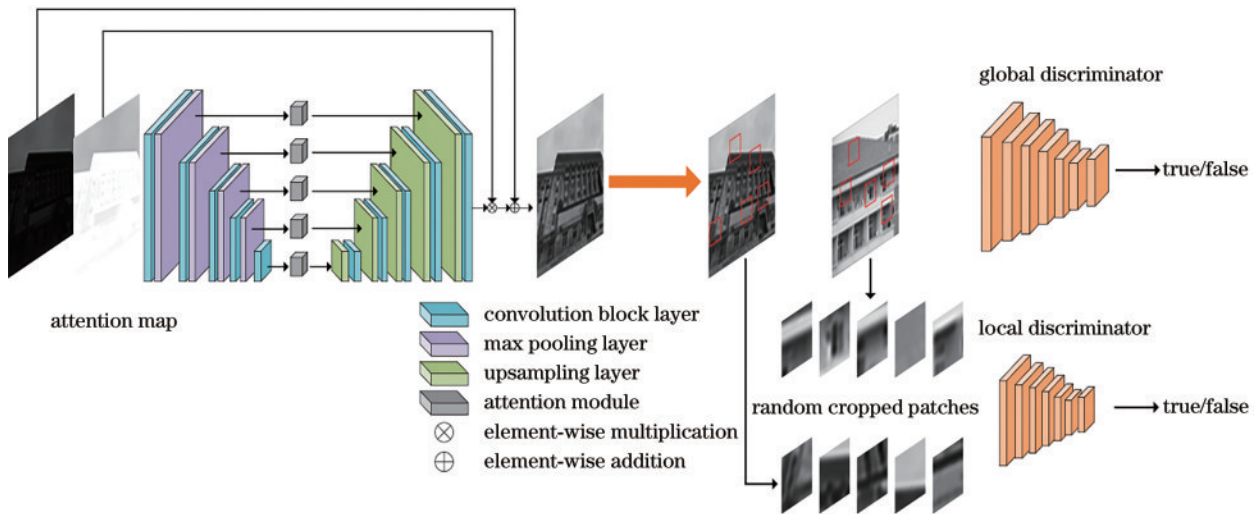 global discriminator
true/false
attention map
convolution block layer
max pooling layer
upsampling layer
attention module
element-wise multiplication
element-wise addition
local discriminator
random cropped patches
true/false